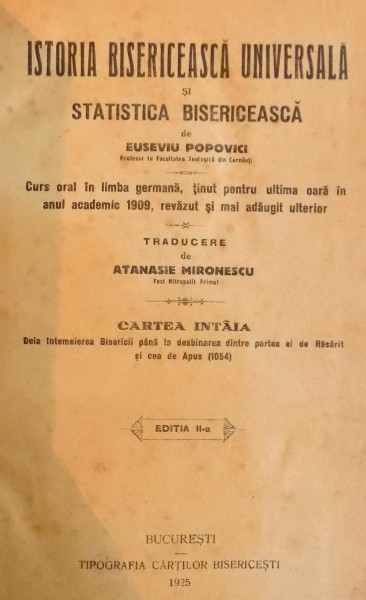 ISTORIA BISERICEASCĂ UNIVERSALĂ
ȘI
STATISTICA BISERICEASCĂ
de
EUSEVIU POPOVICI
Profesor la Facultatea Teologică din Cernăuți
Curs oral în limba germană, ținut pentru ultima oară în
anul academic 1909, revăzut și mai adăugit ulterior
TRADUCERE
de
ATANASIE MIRONESCU
Fost Mitropolit Primat
CARTEA INTÂIA
Dela Intemeierea Bisericii până la desbinarea dintre partea ei de Răsărit
și cea de Apus (1054)
EDITIA II-a
BUCUREȘTI
TIPOGRAFIA CĂRȚILOR BISERICEȘTI
1925